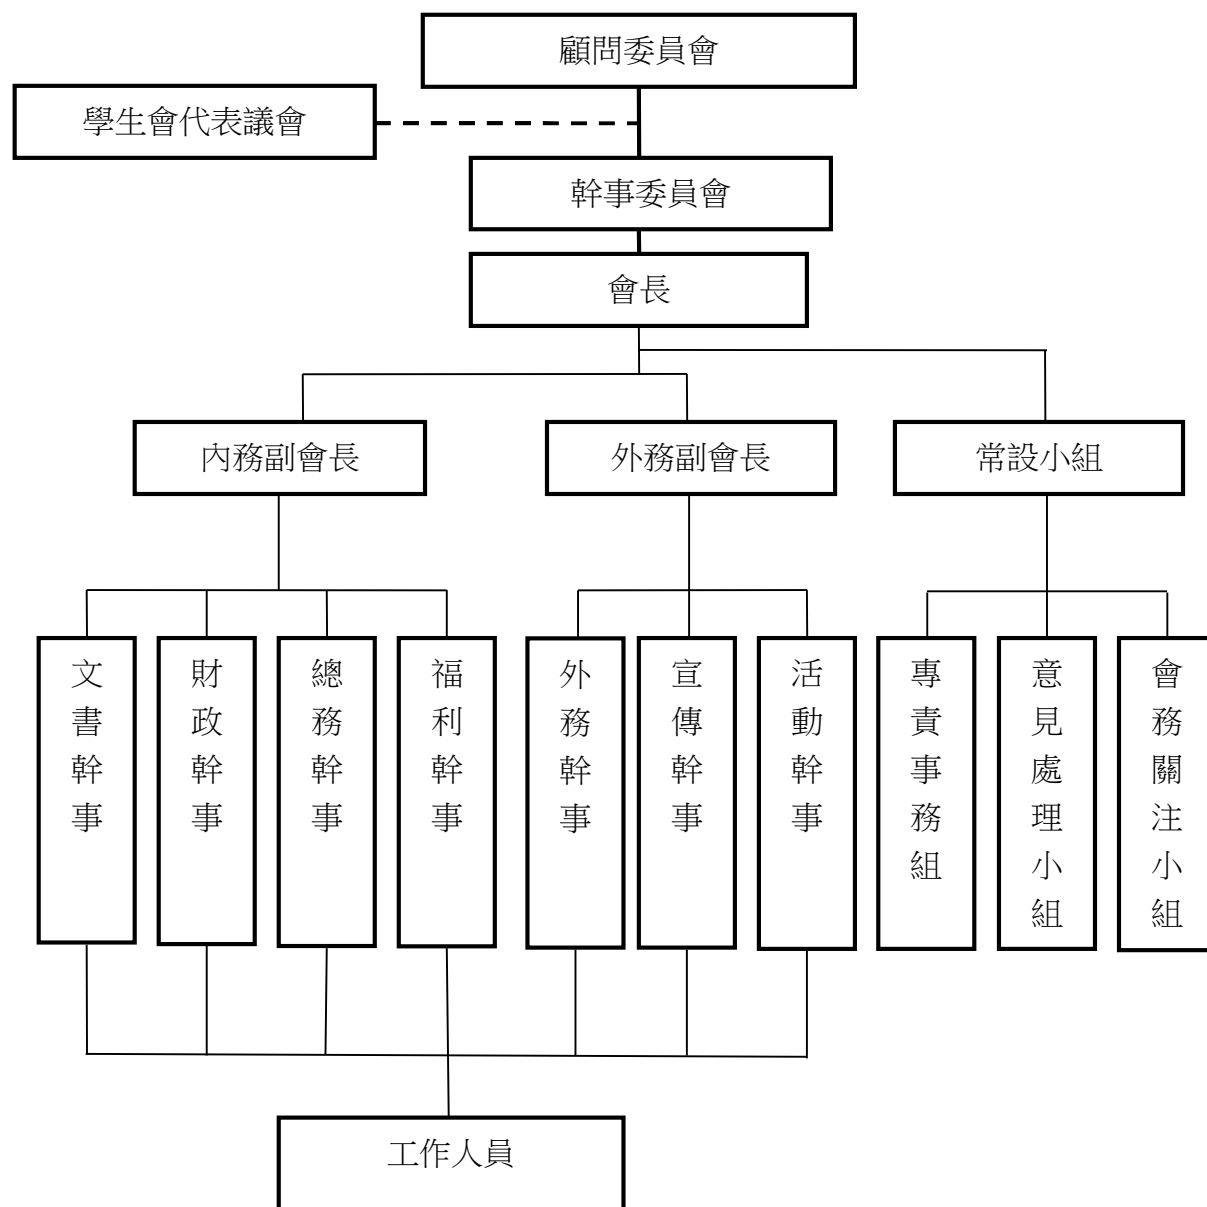 顧問委員會
學生會代表議會
幹事委員會
會長
內務副會長
外務副會長
常設小組
文書幹事
財政幹事
總務幹事
福利幹事
外務幹事
宣傳幹事
活動幹事
專責事務組
意見處理小組
會務關注小組
工作人員